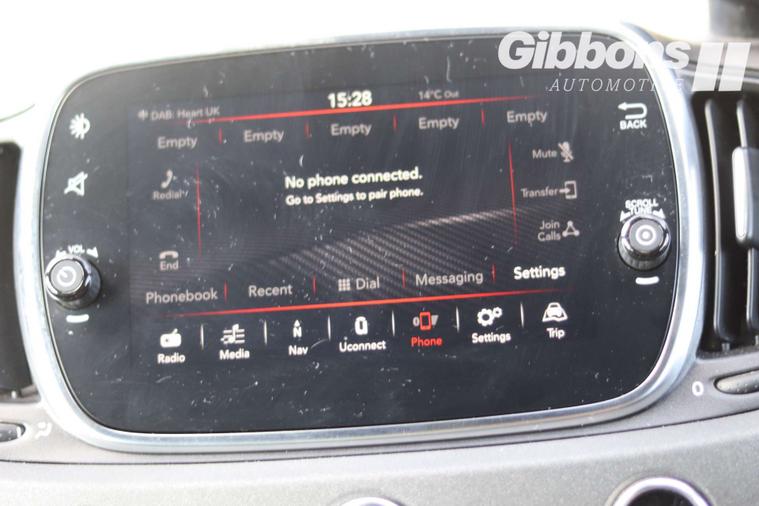 Gibbons
AUTOMOTIVE
DAB: Heart UK
15:28
14°C Out
BACK
Empty
Empty
Empty
Empty
Empty
No phone connected.
Go to Settings to pair phone.
Redial
Mute
Transfer
Join
Calls
End
SCROLL
TUNE
VOL
Phonebook
Recent
Dial
Messaging
Settings
Radio
Media
N
Nav
Uconnect
Phone
Settings
Trip
0